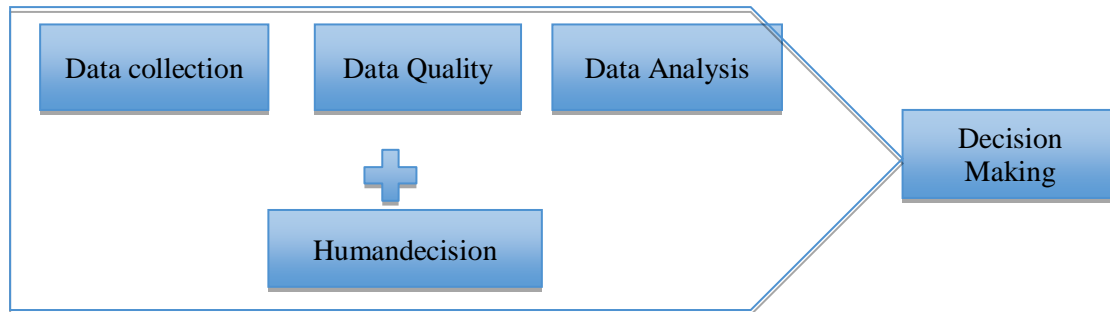 Data collection
Data Quality
Data Analysis
Decision
Making
Humandecision